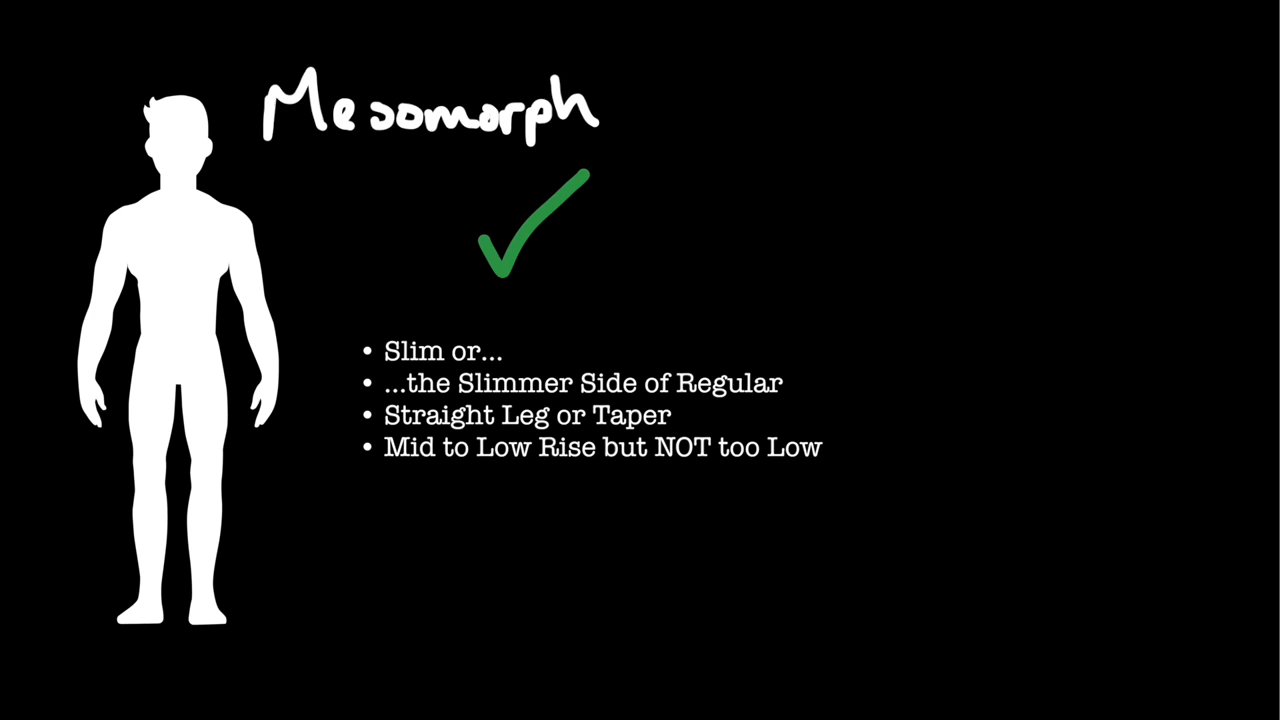 Mesomorph
• Slim or...
• ...the Slimmer Side of Regular
• Straight Leg or Taper
• Mid to Low Rise but NOT too Low